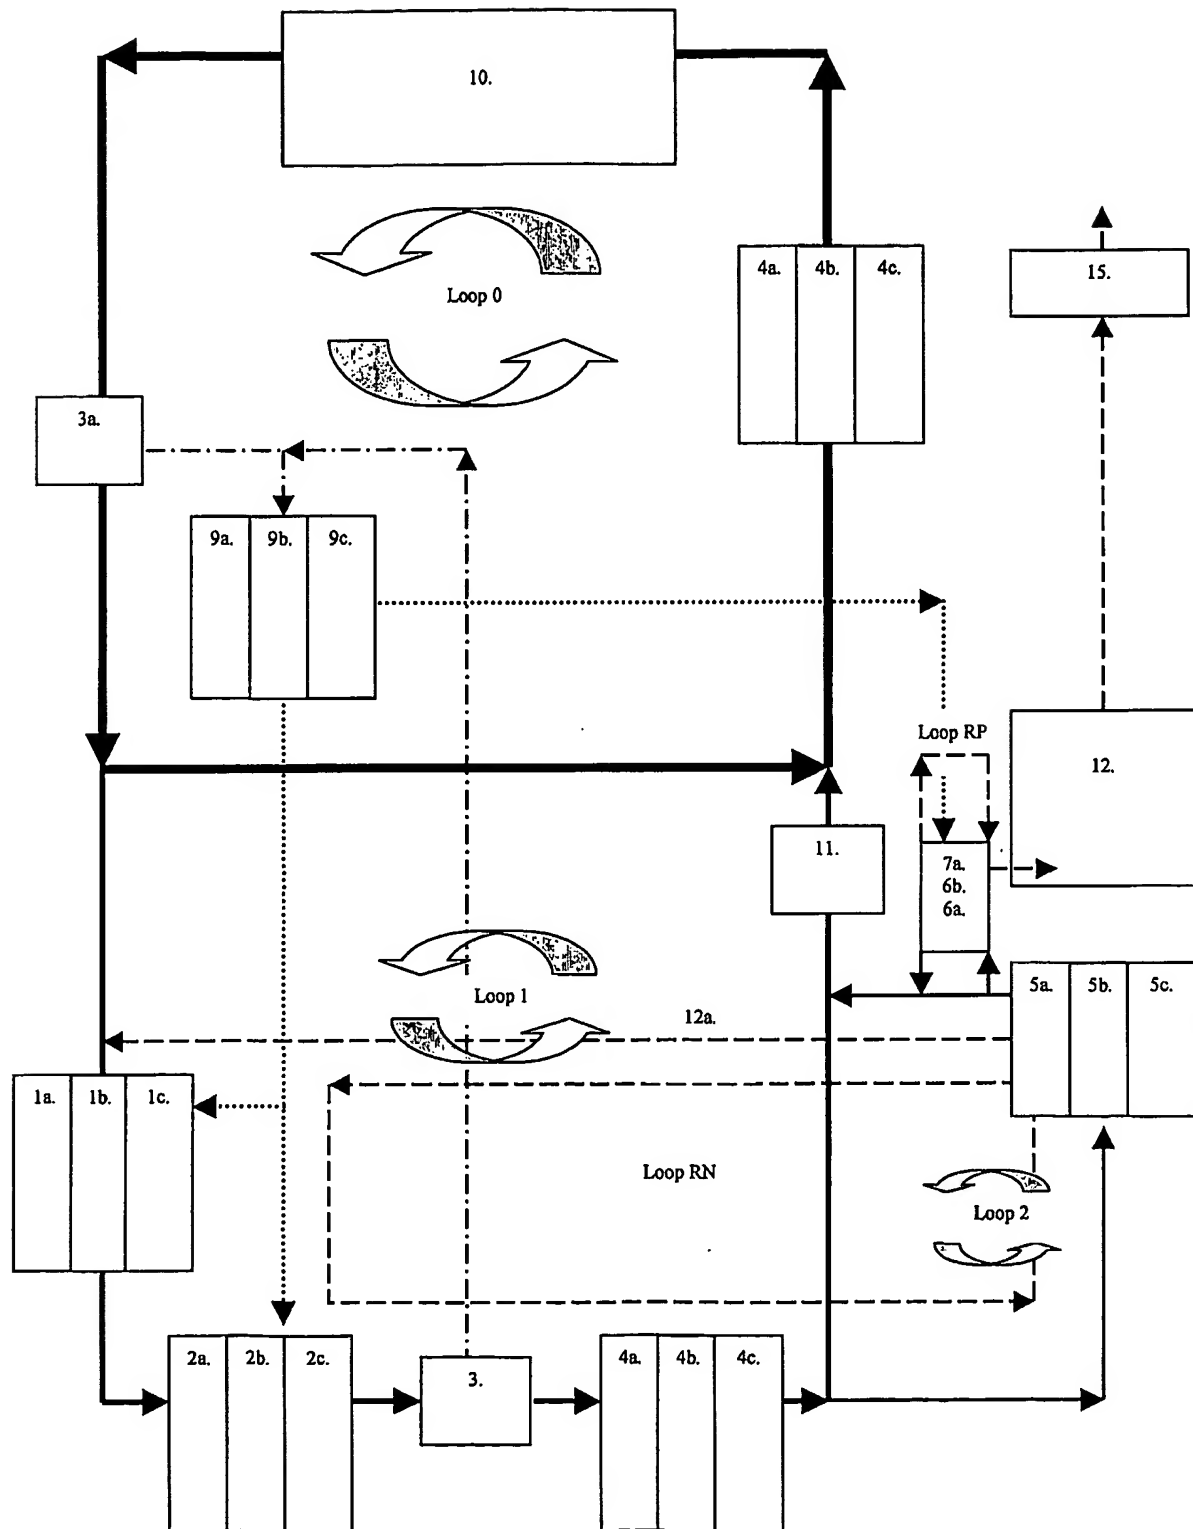 10.
4a. 4b. 4c.
15.
Loop 0
3a.
9a. 9b. 9c.
Loop RP
12.
11.
7a.
6b.
6a.
Loop 1
5a. 5b. 5c.
12a.
1a. 1b. 1c.
Loop RN
Loop 2
2a. 2b. 2c.
3.
4a. 4b. 4c.